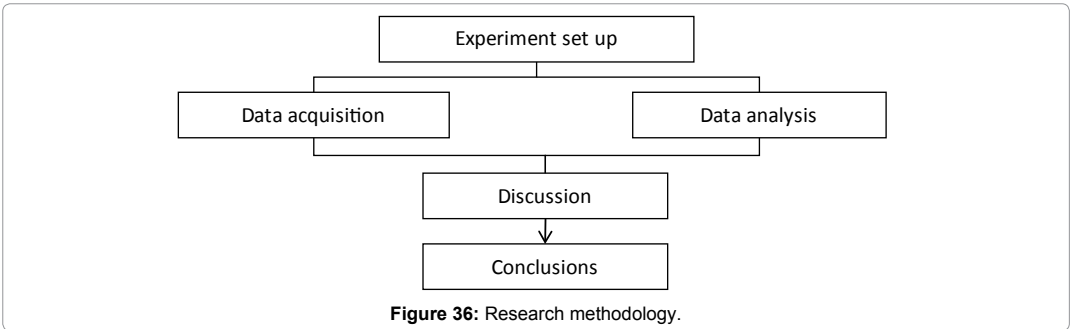 Experiment set up
Data acquisition
Data analysis
Discussion
Conclusions
Figure 36: Research methodology.